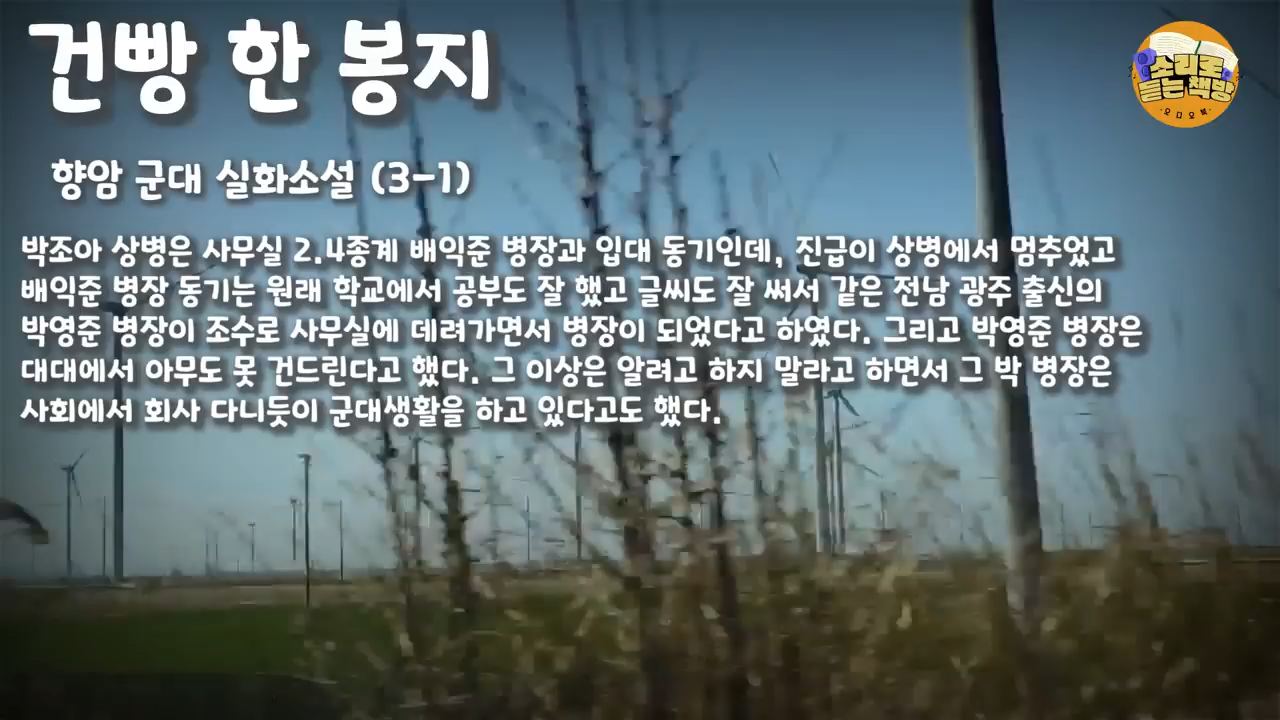 건빵 한 봉지
소리로
듣는 책방
·오디오북·
향암 군대 실화소설 (3-1)
박조아 상병은 사무실 2.4종계 배익준 병장과 입대 동기인데, 진급이 상병에서 멈추었고
배익준 병장 동기는 원래 학교에서 공부도 잘 했고 글씨도 잘 써서 같은 전남 광주 출신의
박영준 병장이 조수로 사무실에 데려가면서 병장이 되었다고 하였다. 그리고 박영준 병장은
대대에서 아무도 못 건드린다고 했다. 그 이상은 알려고 하지 말라고 하면서 그 박 병장은
사회에서 회사 다니듯이 군대생활을 하고 있다고도 했다.